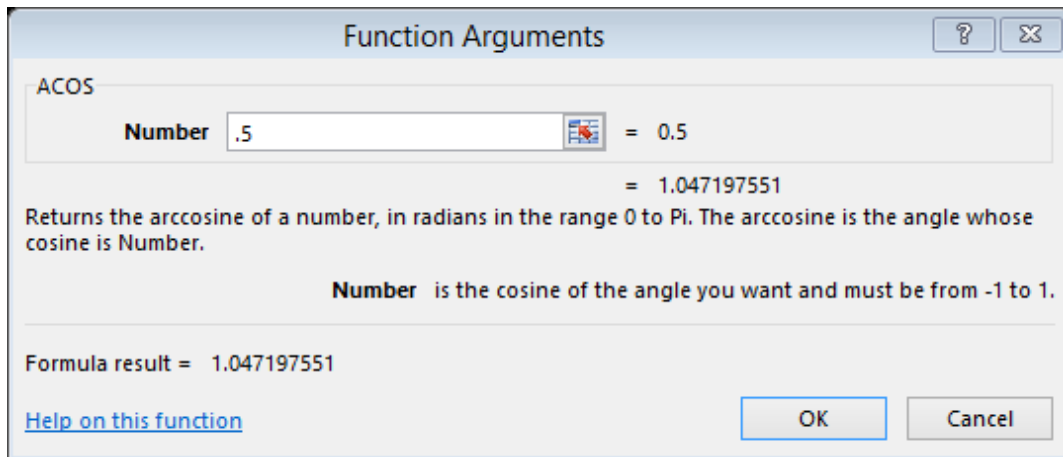 Function Arguments
ACOS
Number .5 = 0.5
= 1.047197551
Returns the arccosine of a number, in radians in the range 0 to Pi. The arccosine is the angle whose
cosine is Number.
Number is the cosine of the angle you want and must be from -1 to 1.
Formula result = 1.047197551
Help on this function
OK Cancel